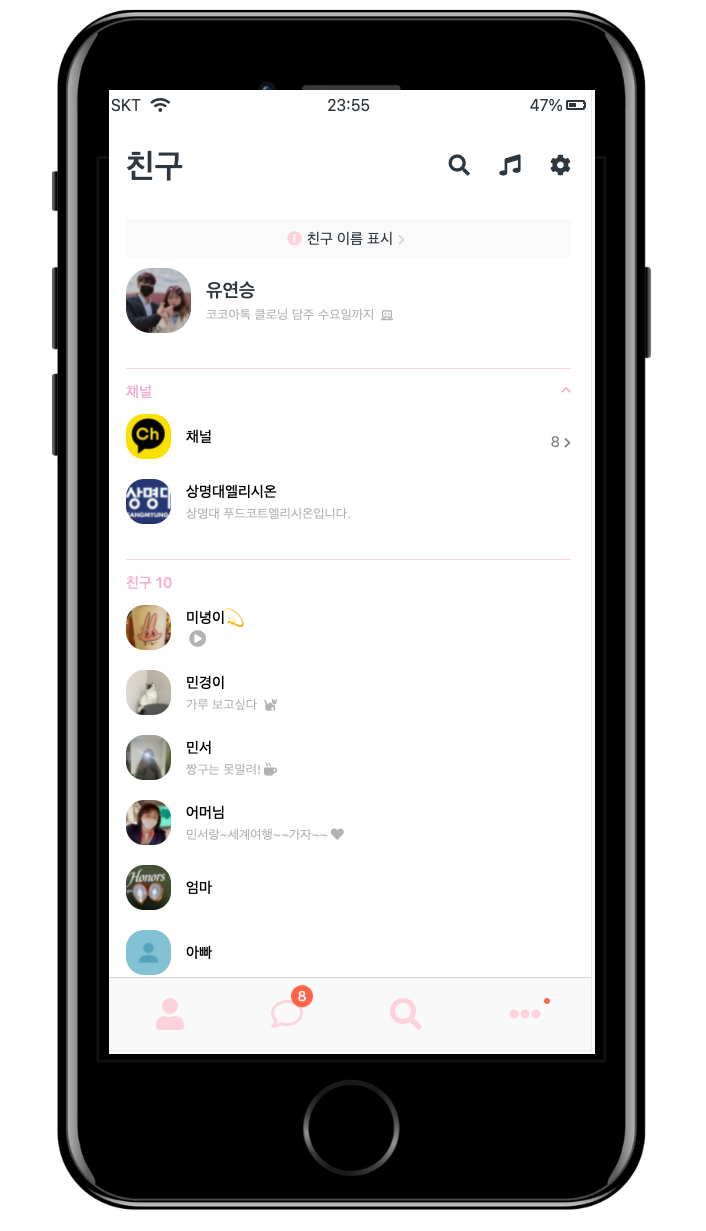 SKT 23:55 47%
친구
친구 이름 표시
유연승
코코아톡 클로닝 담주 수요일까지
채널
Ch
채널
8
상명대
SANGMYUNG
상명대엘리시온
상명대 푸드코트엘리시온입니다.
친구 10
미넝이💫
민경이
가루 보고싶다
민서
짱구는 못말려!
어머님
민서랑~세계여행~~가자~~
Honors
엄마
아빠
8